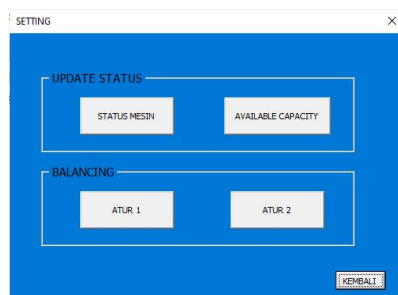 SETTING
UPDATE STATUS
STATUS MESIN
AVAILABLE CAPACITY
BALANCING
ATUR 1
ATUR 2
KEMBALI